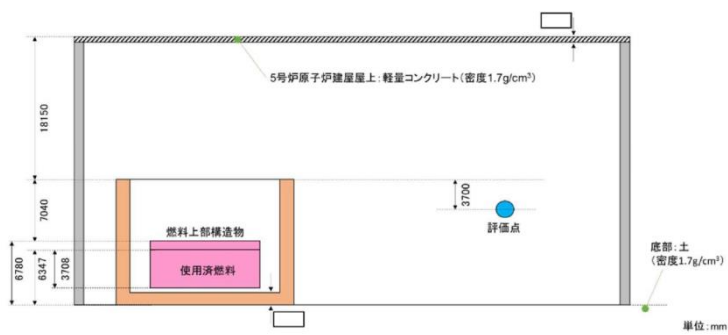 5号炉原子炉建屋屋上:軽量コンクリート(密度1.7g/cm³)
18150
7040
3700
評価点
燃料上部構造物
使用済燃料
6780
6347
3708
底部:土
(密度1.7g/cm³)
単位:mm